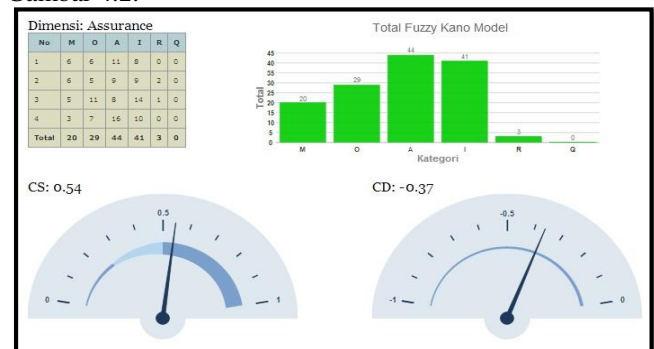 Dimensi: Assurance
No M O A I R Q
1 6 6 11 8 0 0
2 6 5 9 9 2 0
3 5 11 8 14 1 0
4 3 7 16 10 0 0
Total 20 29 44 41 3 0
Total Fuzzy Kano Model
Total
45
40
35
30
25
20
15
10
5
0
20 29 44 41 3 0
M O A I R Q
Kategori
CS: 0.54
0 0.5 1
CD: -0.37
-1 -0.5 0